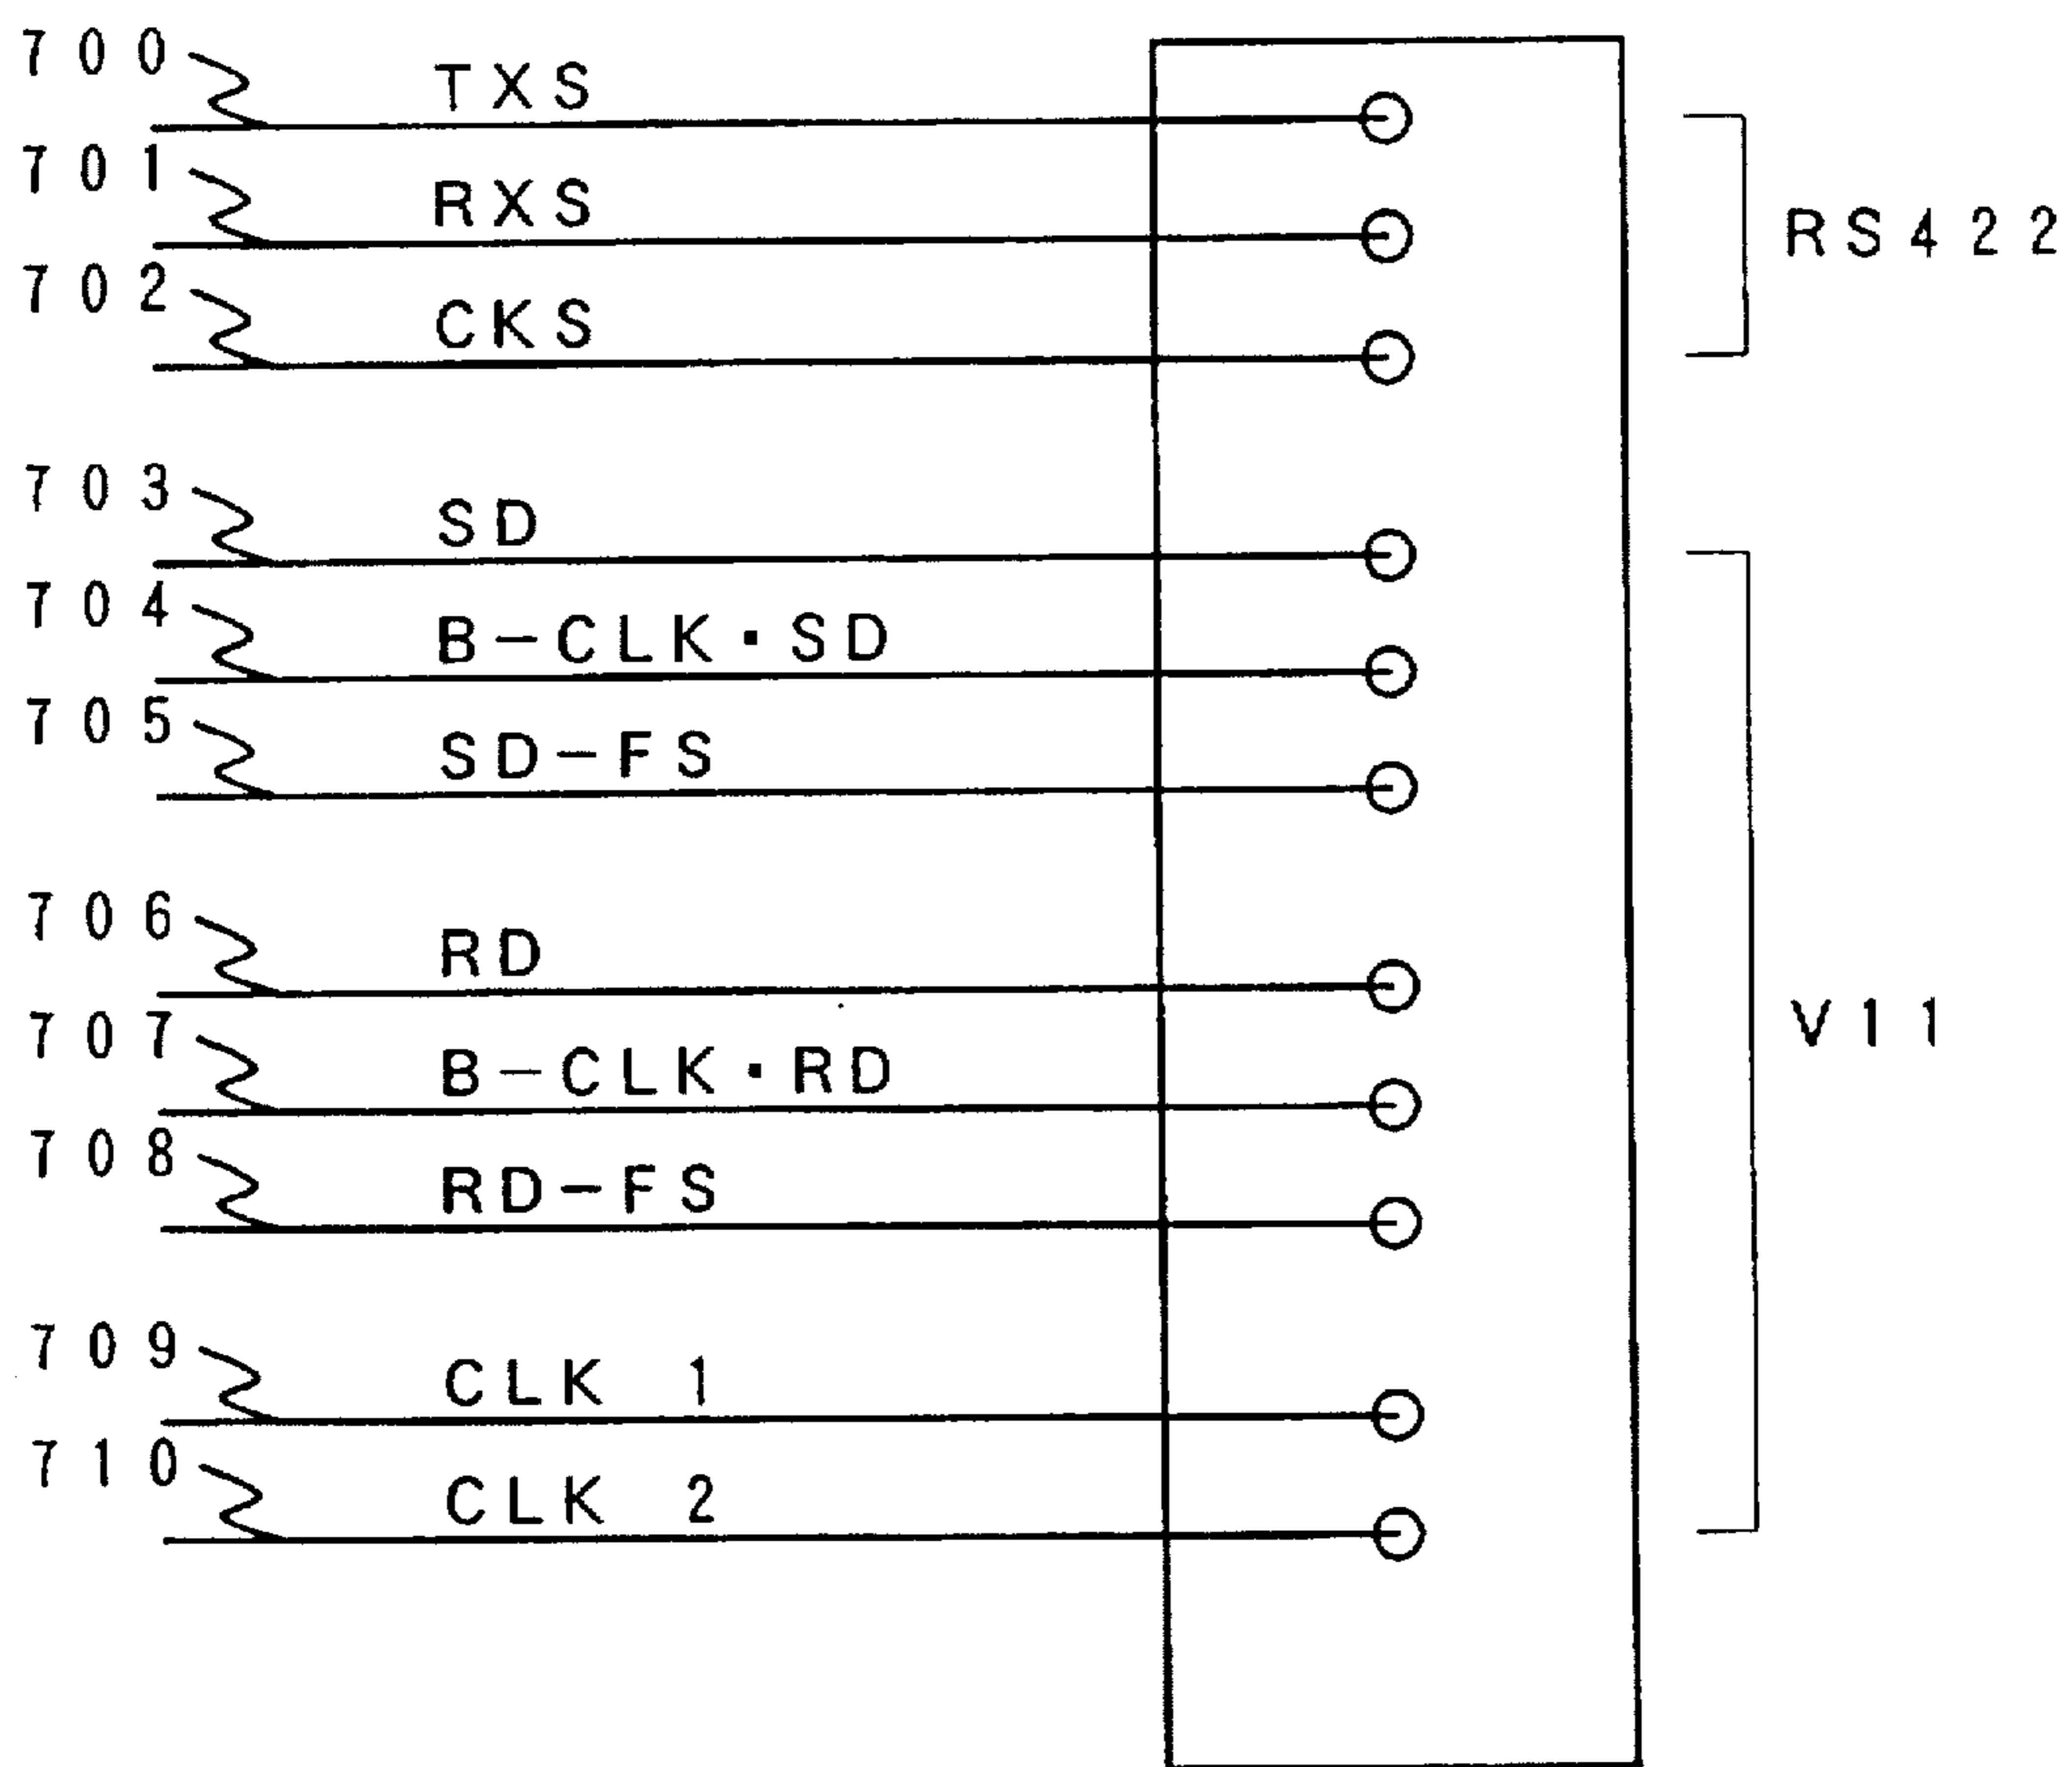 700
TXS
701
RXS
RS422
702
CKS
703
SD
704
B-CLK·SD
705
SD-FS
706
RD
707
B-CLK·RD
V11
708
RD-FS
709
CLK 1
710
CLK 2